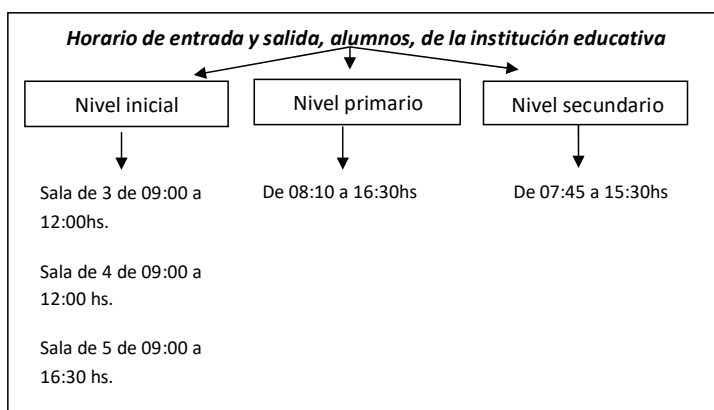 Horario de entrada y salida, alumnos, de la institución educativa
Nivel inicial
Nivel primario
Nivel secundario
Sala de 3 de 09:00 a
12:00hs.
Sala de 4 de 09:00 a
12:00 hs.
Sala de 5 de 09:00 a
16:30 hs.
De 08:10 a 16:30hs
De 07:45 a 15:30hs